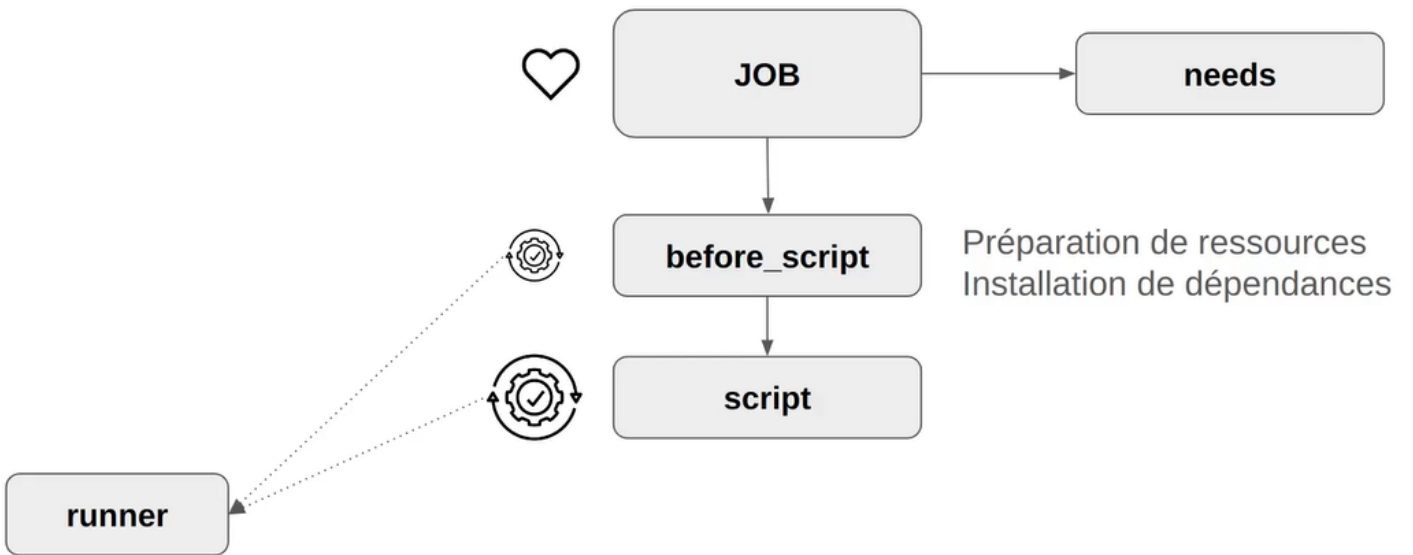 JOB
needs
before_script
Préparation de ressources
Installation de dépendances
script
runner